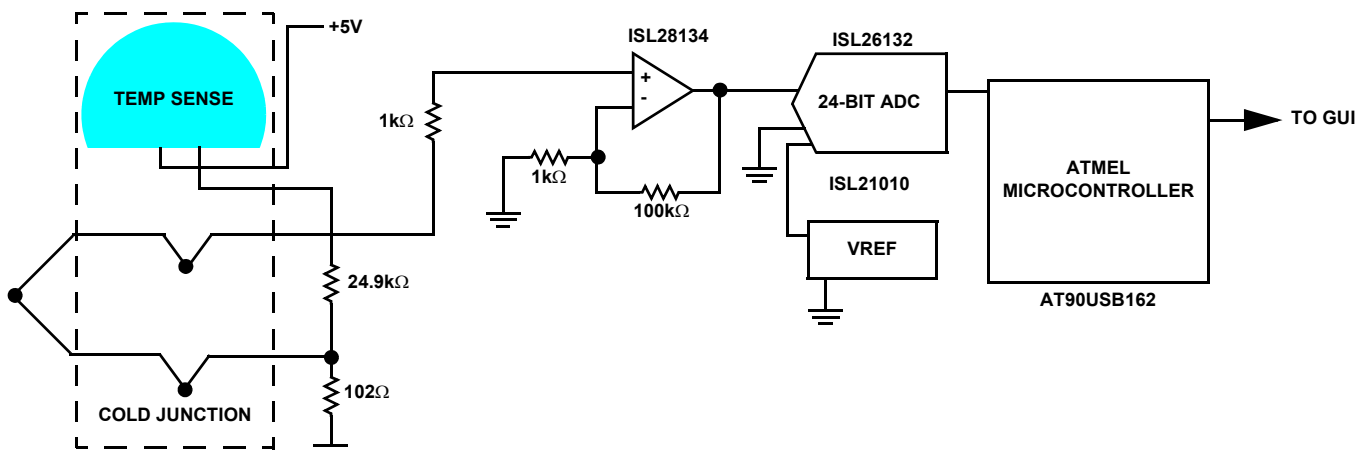 +5V
TEMP SENSE
1kΩ
ISL28134
+
-
1kΩ
100kΩ
ISL26132
24-BIT ADC
ISL21010
VREF
ATMEL
MICROCONTROLLER
AT90USB162
TO GUI
24.9kΩ
102Ω
COLD JUNCTION